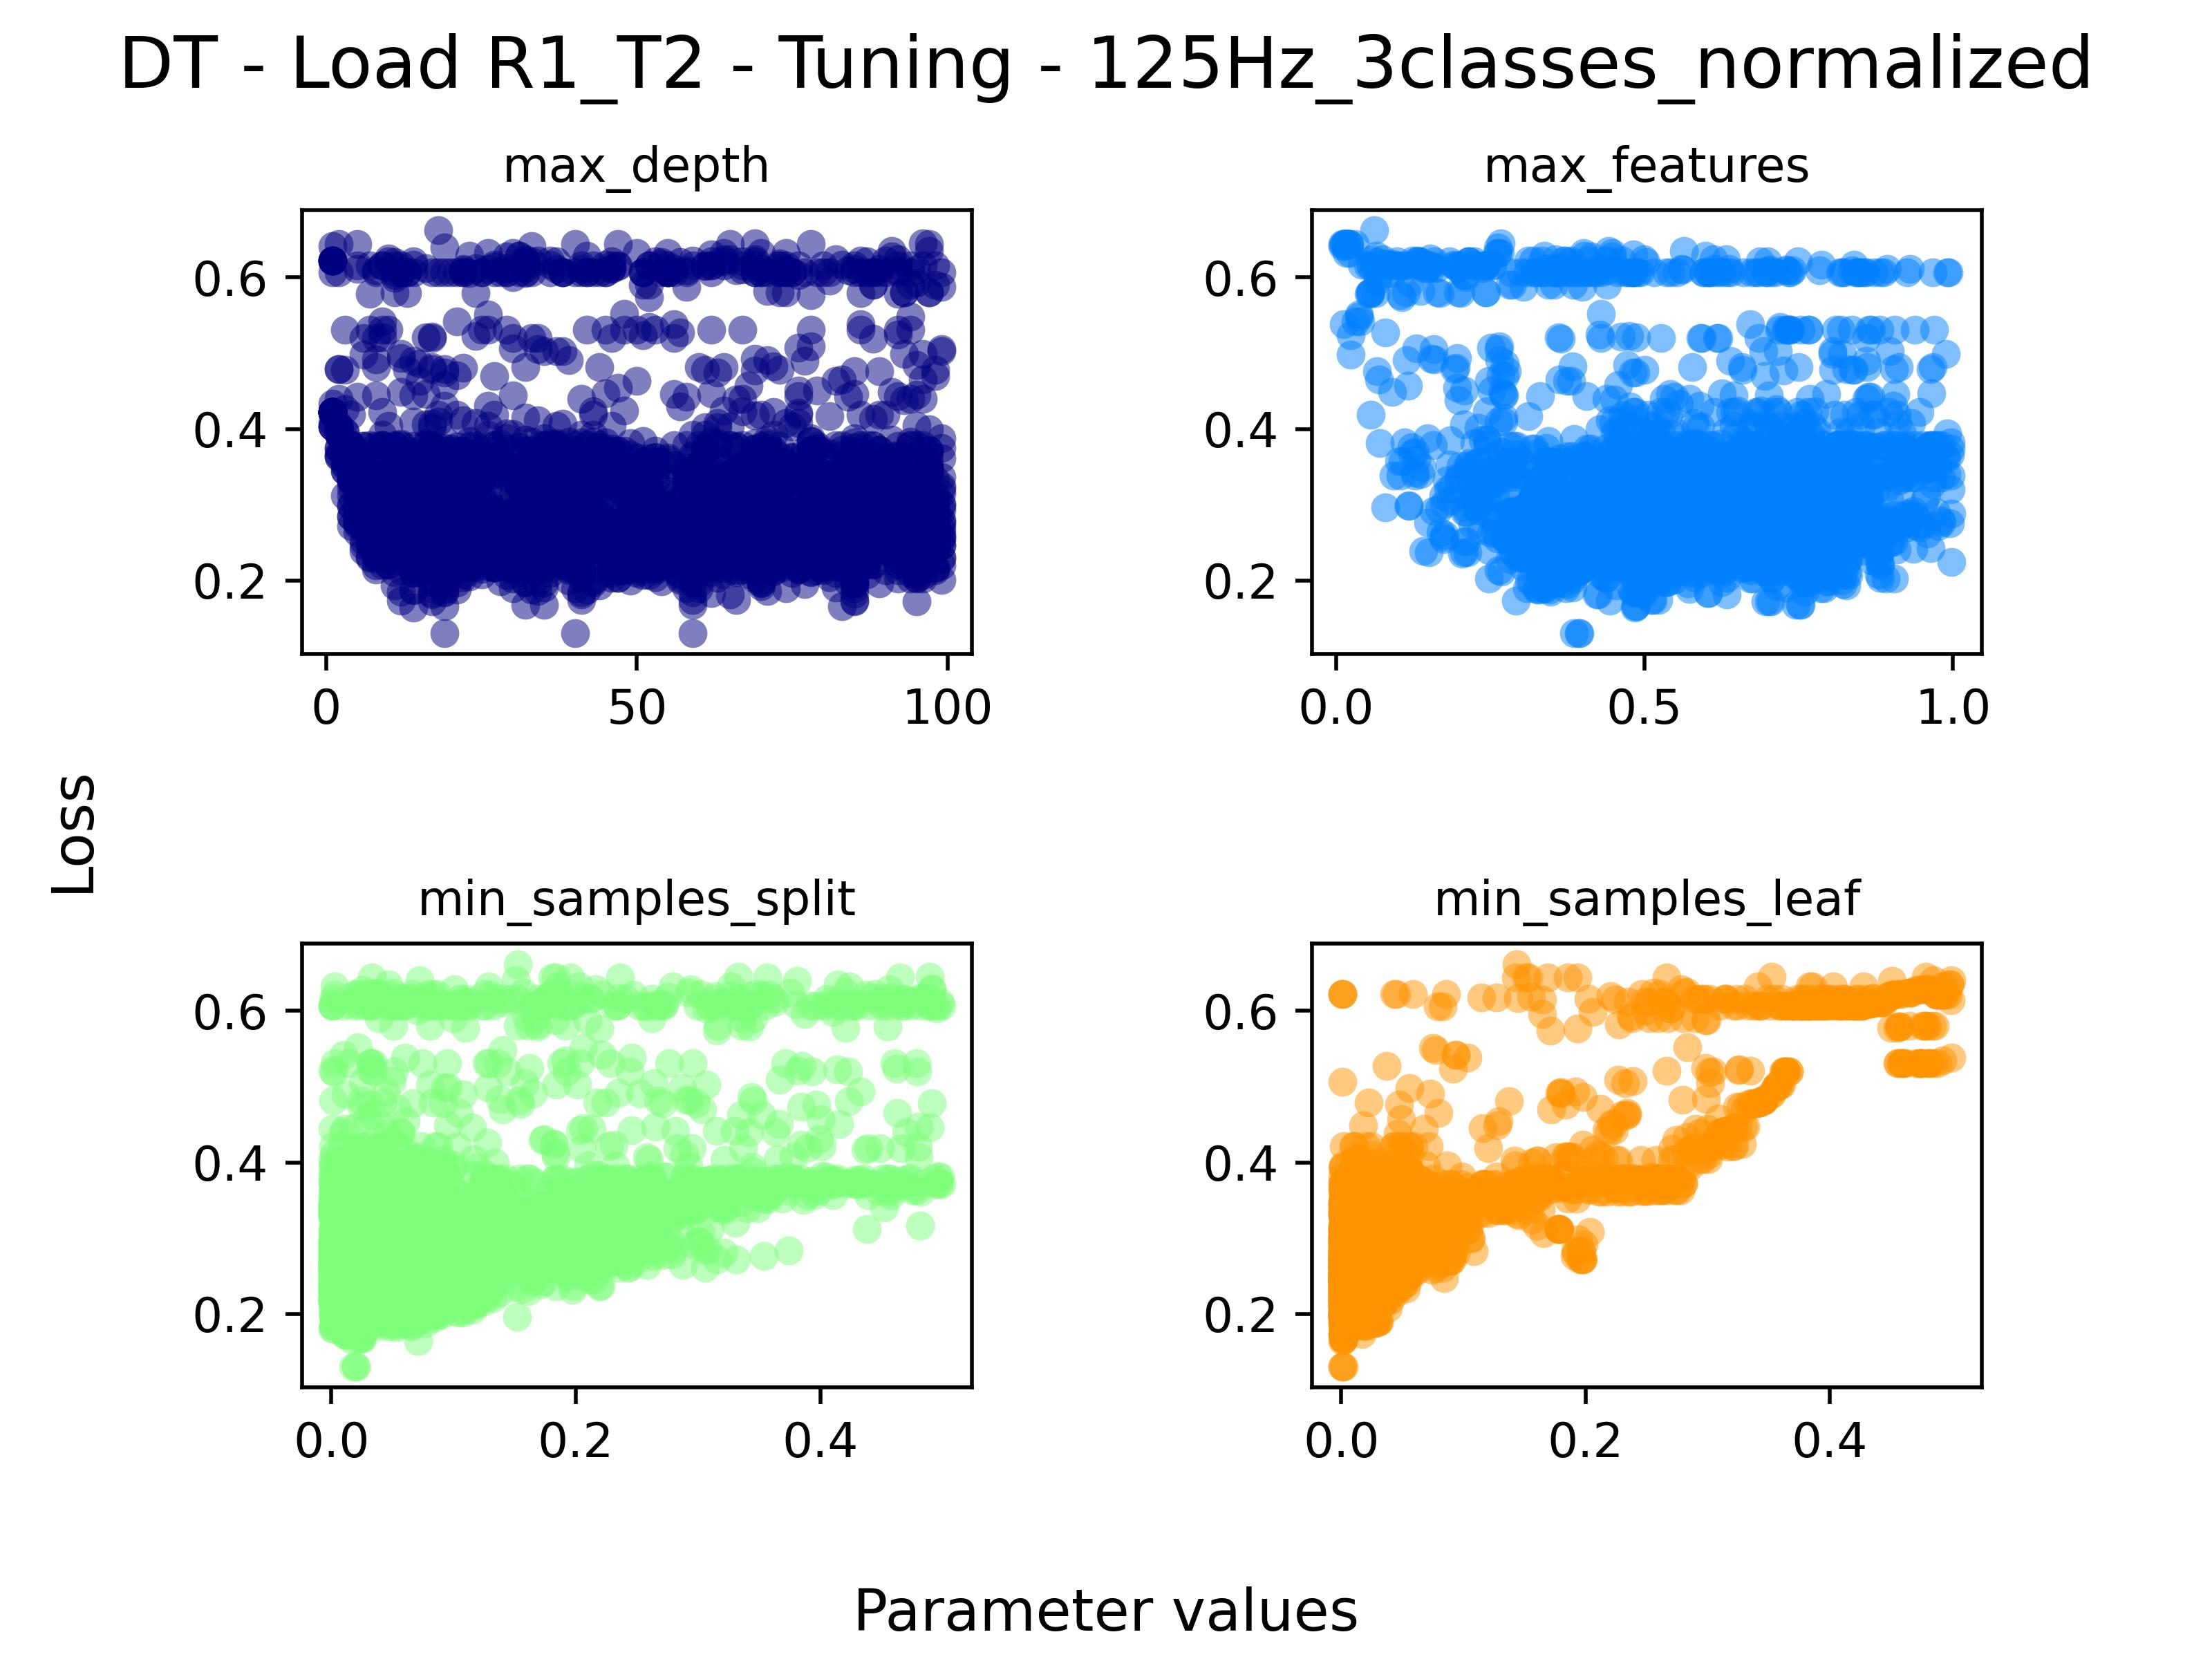 DT - Load R1_T2 - Tuning - 125Hz_3classes_normalized
max_depth
max_features
0.6
0.4
0.2
0 50 100
0.6
0.4
0.2
0.0 0.5 1.0
Loss
min_samples_split
min_samples_leaf
0.6
0.4
0.2
0.0 0.2 0.4
0.6
0.4
0.2
0.0 0.2 0.4
Parameter values